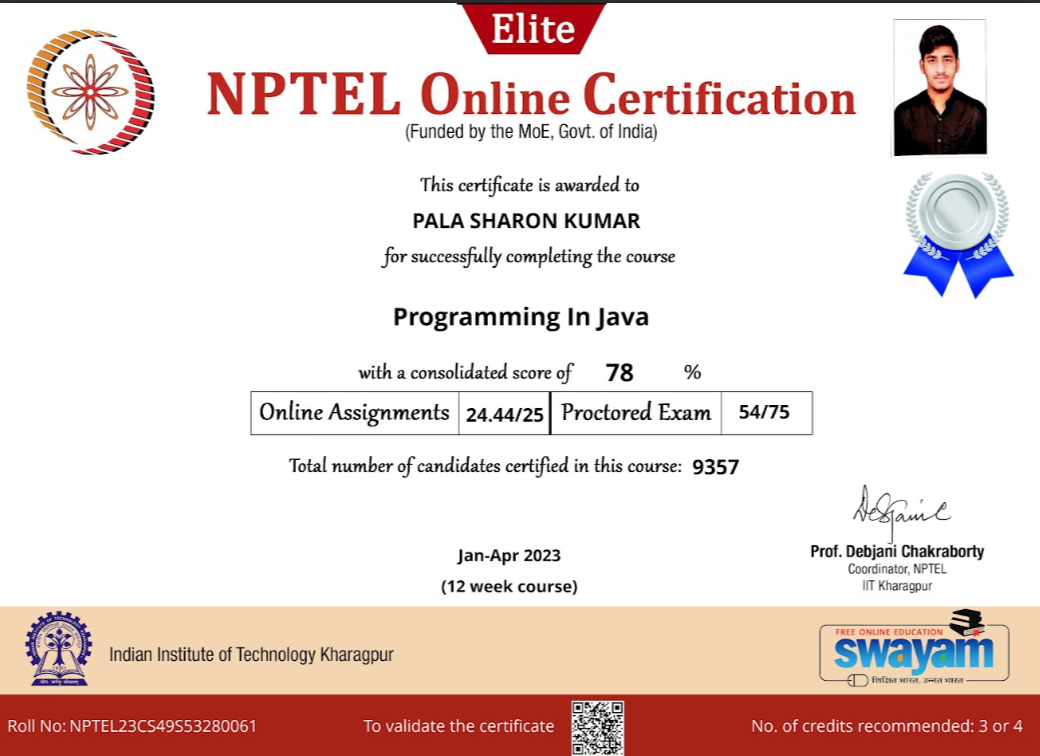 Elite
NPTEL Online Certification
(Funded by the MoE, Govt. of India)
This certificate is awarded to
PALA SHARON KUMAR
for successfully completing the course
Programming In Java
with a consolidated score of 78 %
Online Assignments 24.44/25 Proctored Exam 54/75
Total number of candidates certified in this course: 9357
Prof. Debjani Chakraborty
Coordinator, NPTEL
IIT Kharagpur
Jan-Apr 2023
(12 week course)
Indian Institute of Technology Kharagpur
FREE ONLINE EDUCATION
swayam
शिक्षित भारत, उन्नत भारत
Roll No: NPTEL23CS49S53280061
To validate the certificate
No. of credits recommended: 3 or 4